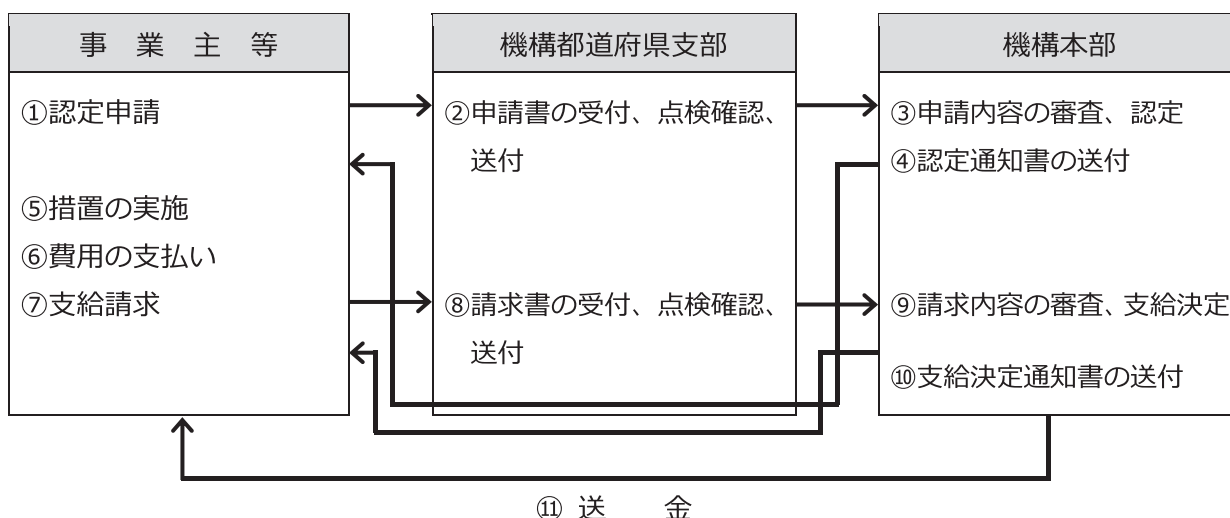 事　業　主　等
①認定申請
⑤措置の実施
⑥費用の支払い
⑦支給請求
機構都道府県支部
②申請書の受付、点検確認、
送付
⑧請求書の受付、点検確認、
送付
機構本部
③申請内容の審査、認定
④認定通知書の送付
⑨請求内容の審査、支給決定
⑩支給決定通知書の送付
⑪ 送　　金